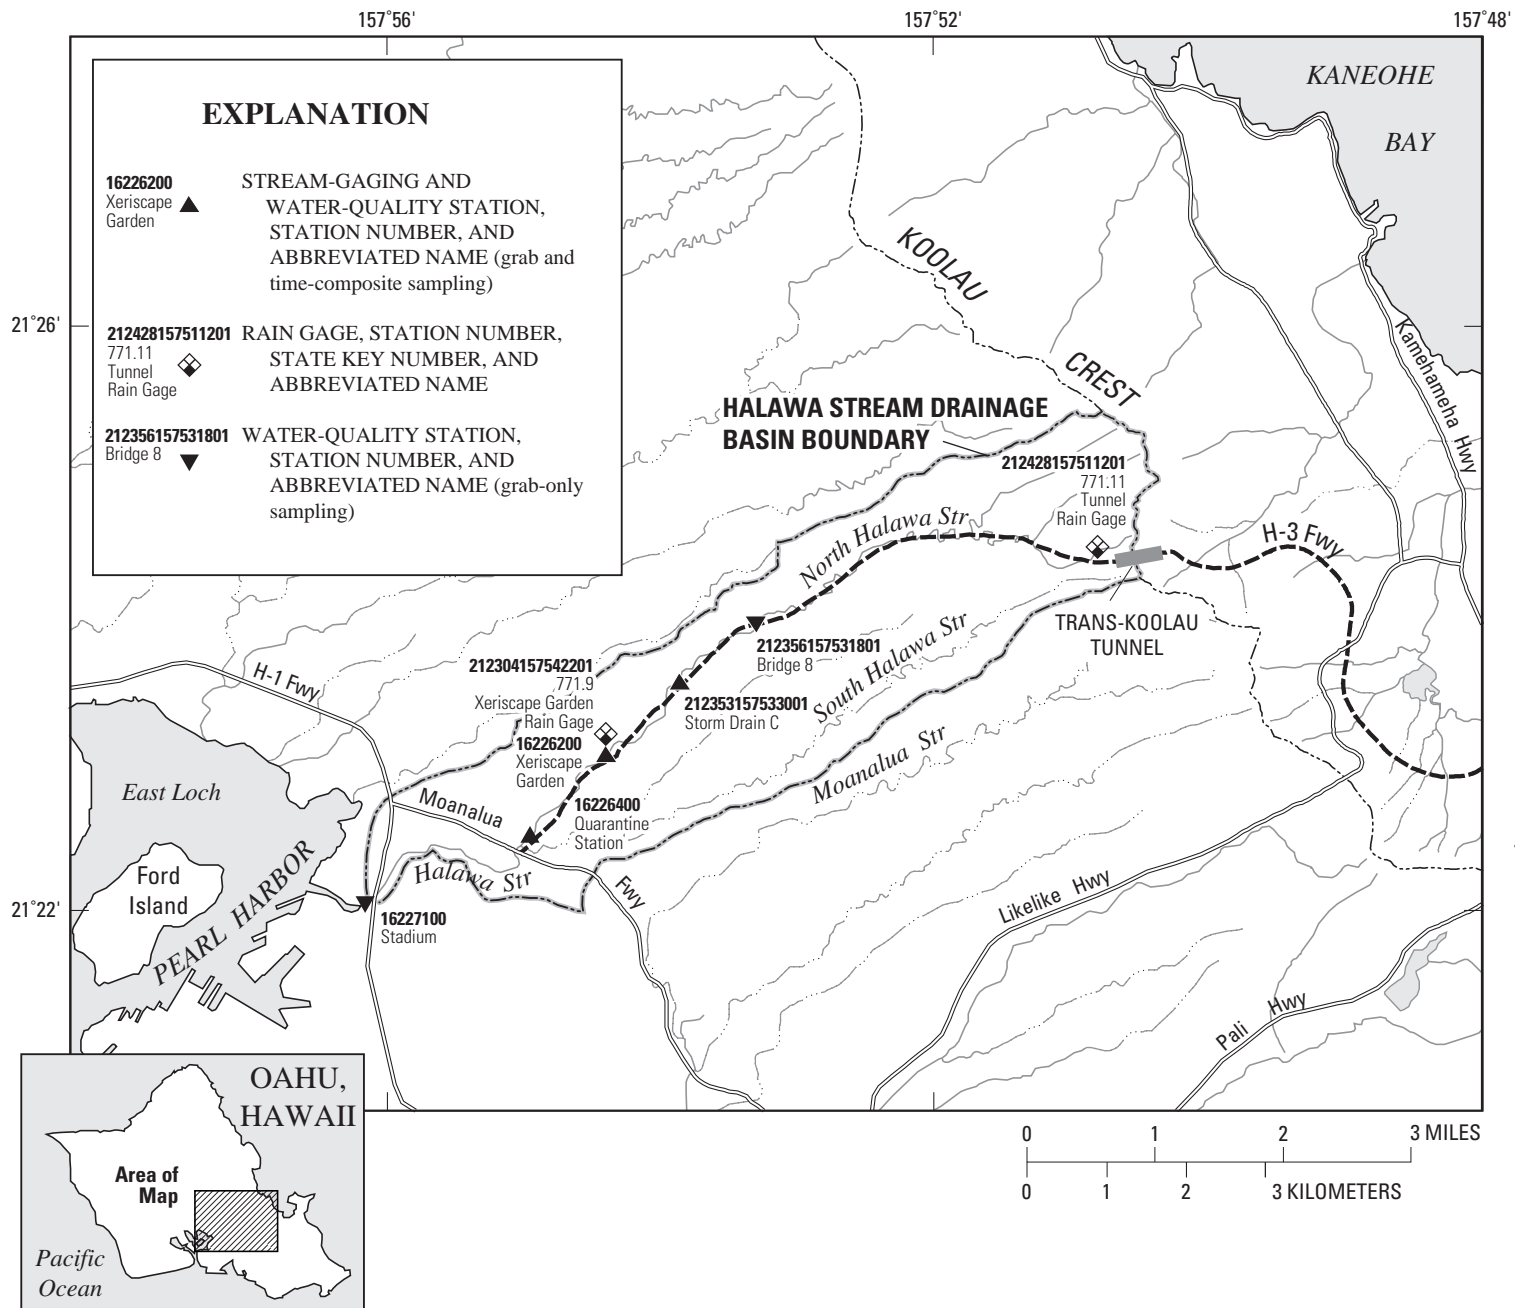 157°56'
157°52'
157°48'
EXPLANATION
16226200
Xeriscape
Garden
STREAM-GAGING AND
WATER-QUALITY STATION,
STATION NUMBER, AND
ABBREVIATED NAME (grab and
time-composite sampling)
212428157511201
771.11
Tunnel
Rain Gage
RAIN GAGE, STATION NUMBER,
STATE KEY NUMBER, AND
ABBREVIATED NAME
212356157531801
Bridge 8
WATER-QUALITY STATION,
STATION NUMBER, AND
ABBREVIATED NAME (grab-only
sampling)
KANEOHE
BAY
21°26'
KOOLAU
CREST
Kamehameha Hwy
HALAWA STREAM DRAINAGE
BASIN BOUNDARY
212428157511201
771.11
Tunnel
Rain Gage
North Halawa Str
H-3 Fwy
TRANS-KOOLAU
TUNNEL
212356157531801
Bridge 8
South Halawa Str
212304157542201
771.9
Xeriscape Garden
Rain Gage
212353157533001
Storm Drain C
H-1 Fwy
16226200
Xeriscape
Garden
Moanalua Str
East Loch
Moanalua
Fwy
16226400
Quarantine
Station
Ford
Island
PEARL HARBOR
Halawa Str
Likelike Hwy
21°22'
16227100
Stadium
Pali Hwy
OAHU,
HAWAII
Area of
Map
Pacific
Ocean
0 1 2 3 MILES
0 1 2 3 KILOMETERS